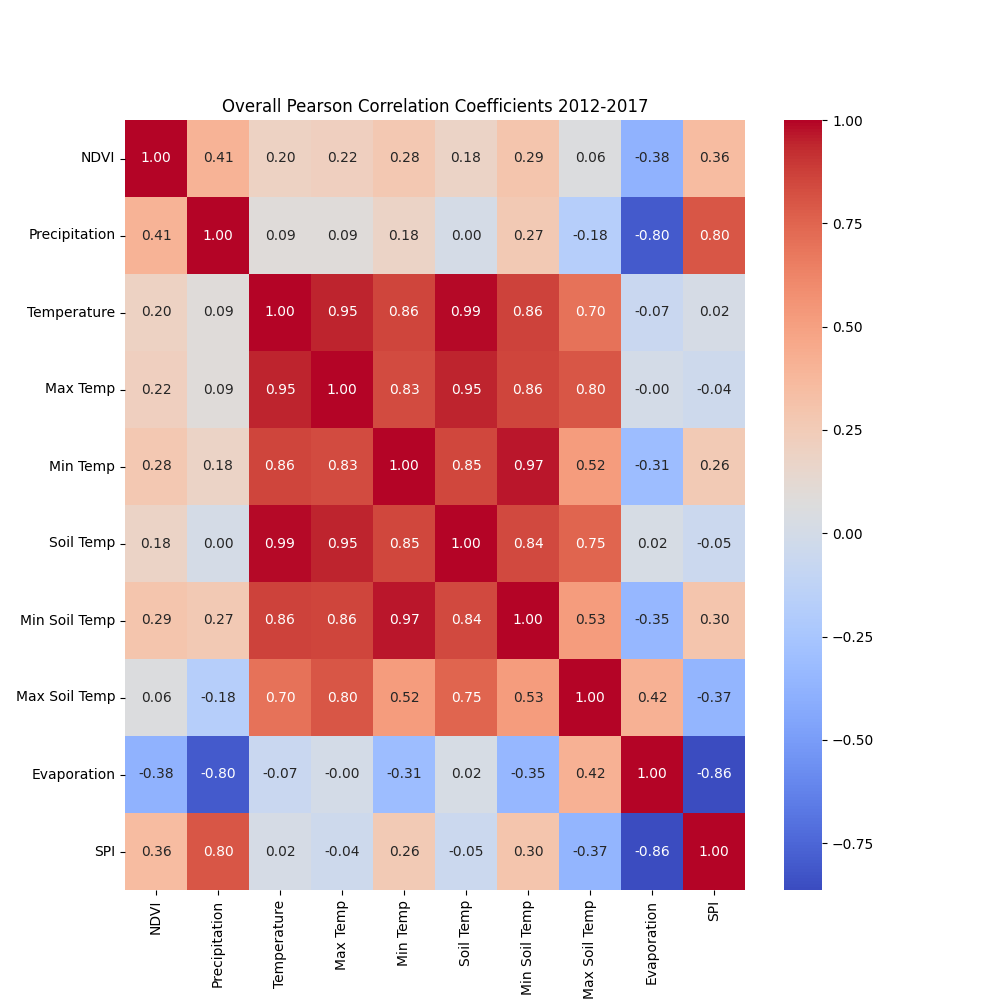 Overall Pearson Correlation Coefficients 2012-2017
NDVI 1.00 0.41 0.20 0.22 0.28 0.18 0.29 0.06 -0.38 0.36
Precipitation 0.41 1.00 0.09 0.09 0.18 0.00 0.27 -0.18 -0.80 0.80
Temperature 0.20 0.09 1.00 0.95 0.86 0.99 0.86 0.70 -0.07 0.02
Max Temp 0.22 0.09 0.95 1.00 0.83 0.95 0.86 0.80 -0.00 -0.04
Min Temp 0.28 0.18 0.86 0.83 1.00 0.85 0.97 0.52 -0.31 0.26
Soil Temp 0.18 0.00 0.99 0.95 0.85 1.00 0.84 0.75 0.02 -0.05
Min Soil Temp 0.29 0.27 0.86 0.86 0.97 0.84 1.00 0.53 -0.35 0.30
Max Soil Temp 0.06 -0.18 0.70 0.80 0.52 0.75 0.53 1.00 0.42 -0.37
Evaporation -0.38 -0.80 -0.07 -0.00 -0.31 0.02 -0.35 0.42 1.00 -0.86
SPI 0.36 0.80 0.02 -0.04 0.26 -0.05 0.30 -0.37 -0.86 1.00
NDVI
Precipitation
Temperature
Max Temp
Min Temp
Soil Temp
Min Soil Temp
Max Soil Temp
Evaporation
SPI
1.00
0.75
0.50
0.25
0.00
−0.25
−0.50
−0.75